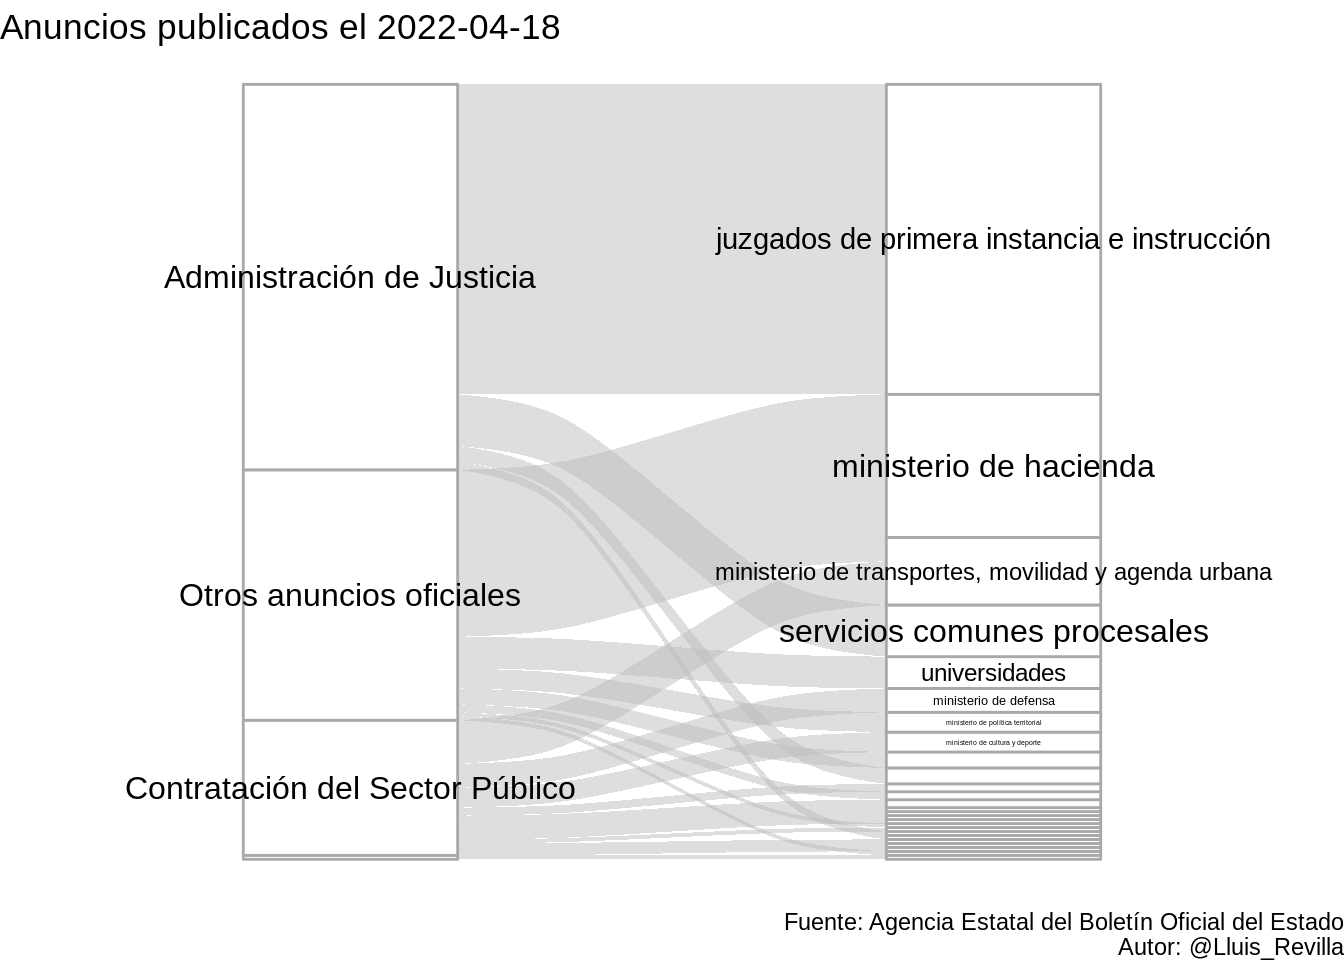 Anuncios publicados el 2022-04-18
juzgados de primera instancia e instrucción
Administración de Justicia
ministerio de hacienda
ministerio de transportes, movilidad y agenda urbana
Otros anuncios oficiales
servicios comunes procesales
universidades
ministerio de defensa
ministerio de política territorial
ministerio de cultura y deporte
Contratación del Sector Público
Fuente: Agencia Estatal del Boletín Oficial del Estado
Autor: @Lluis_Revilla